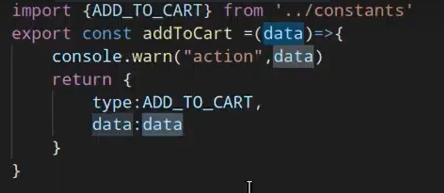 import {ADD_TO_CART} from '../constants'
export const addToCart =(data)=>{
    console.warn("action",data)
    return {
        type:ADD_TO_CART,
        data:data
    }
}